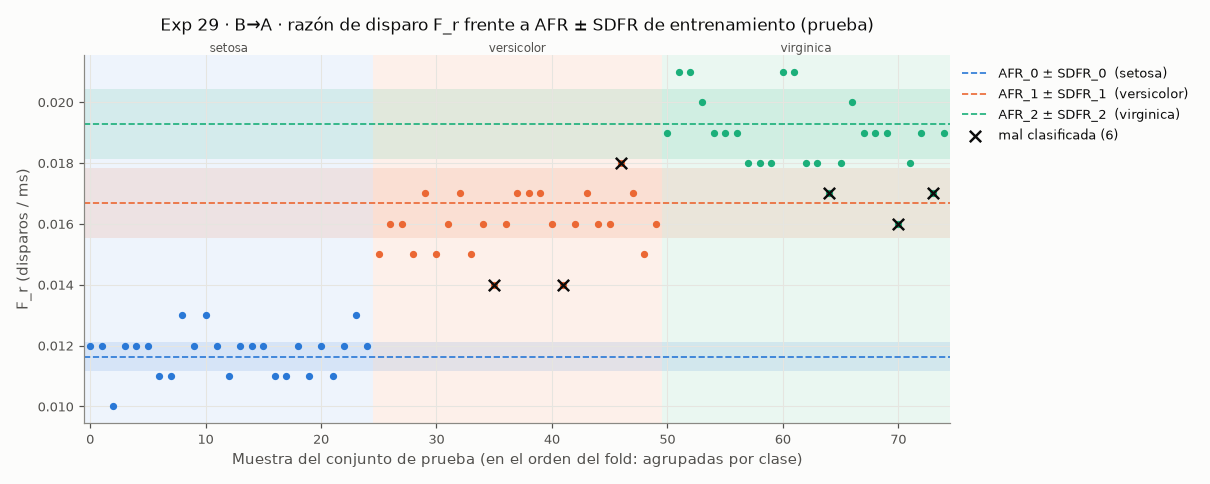 Exp 29 · B→A · razón de disparo F_r frente a AFR ± SDFR de entrenamiento (prueba)
setosa
versicolor
virginica
AFR_0 ± SDFR_0 (setosa)
AFR_1 ± SDFR_1 (versicolor)
AFR_2 ± SDFR_2 (virginica)
mal clasificada (6)
F_r (disparos / ms)
0.020
0.018
0.016
0.014
0.012
0.010
0
10
20
30
40
50
60
70
Muestra del conjunto de prueba (en el orden del fold: agrupadas por clase)